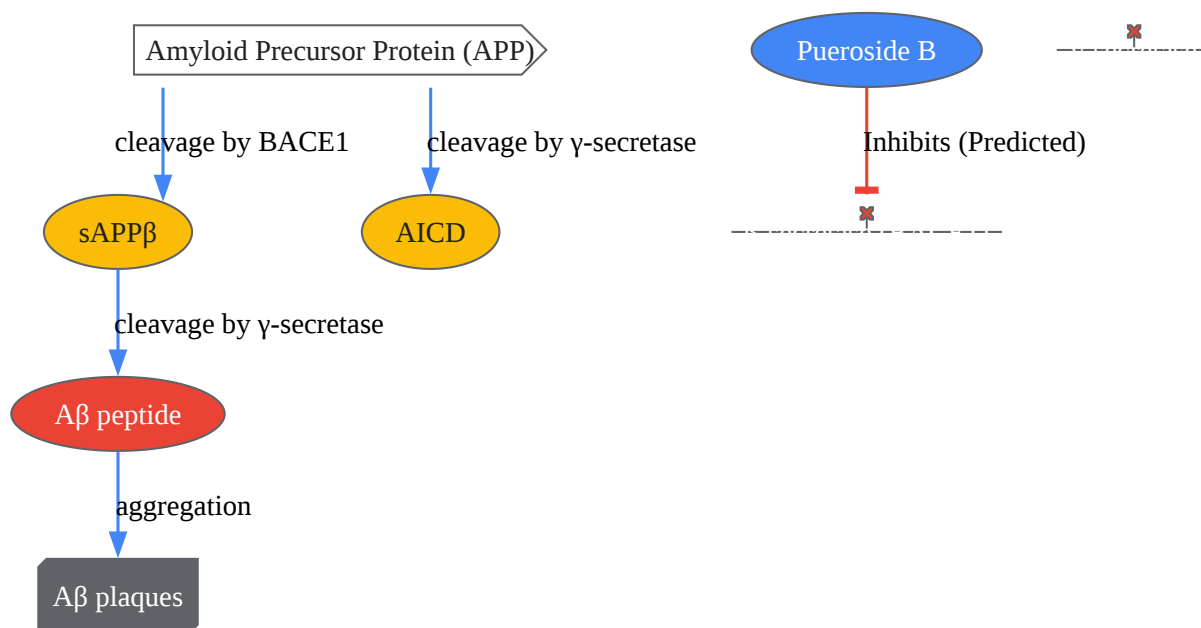 Amyloid Precursor Protein (APP)
Pueroside B
cleavage by BACE1
cleavage by γ-secretase
Inhibits (Predicted)
sAPPβ
AICD
cleavage by γ-secretase
Aβ peptide
aggregation
Aβ plaques